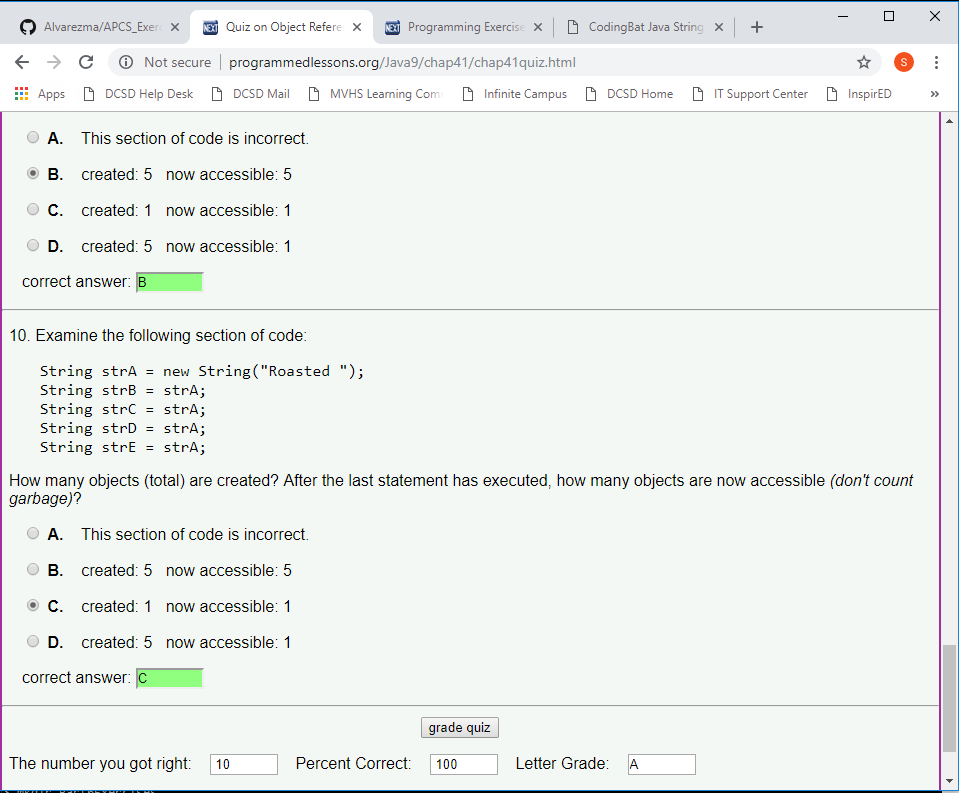 Alvarezma/APCS_Exer
Quiz on Object Refere
Programming Exercise
CodingBat Java String
Not secure
programmedlessons.org/Java9/chap41/chap41quiz.html
S
Apps
DCSD Help Desk
DCSD Mail
MVHS Learning Com
Infinite Campus
DCSD Home
IT Support Center
InspirED
»
A. This section of code is incorrect.
B. created: 5 now accessible: 5
C. created: 1 now accessible: 1
D. created: 5 now accessible: 1
correct answer: B
10. Examine the following section of code:
String strA = new String("Roasted ");
String strB = strA;
String strC = strA;
String strD = strA;
String strE = strA;
How many objects (total) are created? After the last statement has executed, how many objects are now accessible (don't count
garbage)?
A. This section of code is incorrect.
B. created: 5 now accessible: 5
C. created: 1 now accessible: 1
D. created: 5 now accessible: 1
correct answer: C
grade quiz
The number you got right: 10 Percent Correct: 100 Letter Grade: A